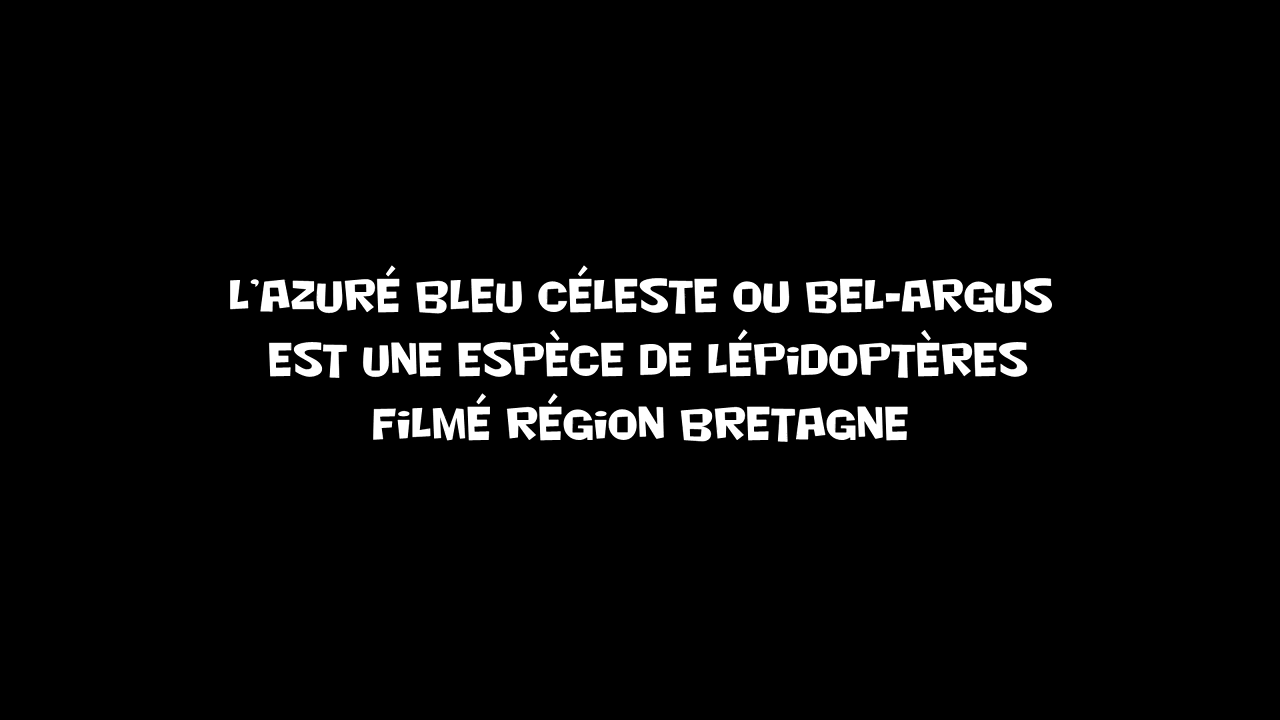 L'AZURÉ BLEU CÉLESTE OU BEL-ARGUS
EST UNE ESPÈCE DE LÉPiDOPTÈRES
FiLMÉ RÉGiON BRETAGNE